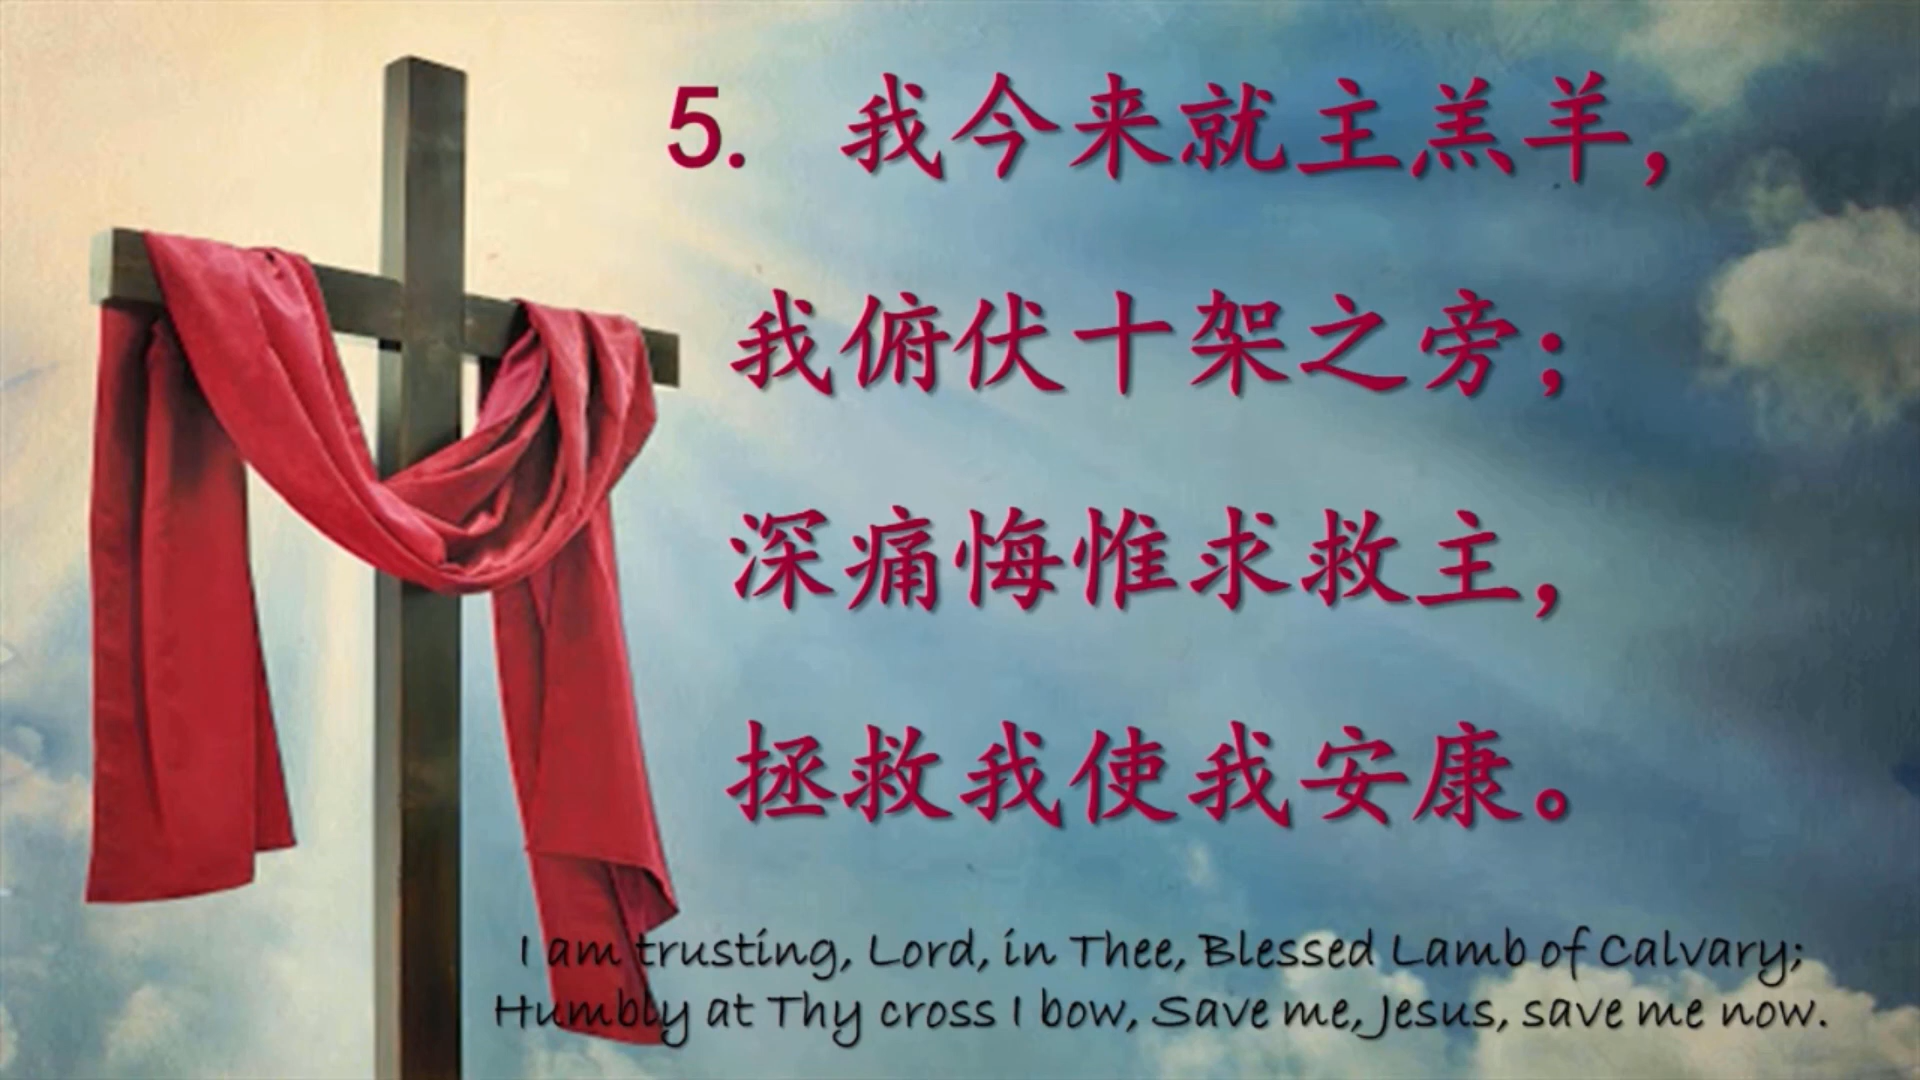 5. 我今来就主羔羊，
我俯伏十架之旁；
深痛悔惟求救主，
拯救我使我安康。
I am trusting, Lord, in Thee, Blessed Lamb of Calvary;
Humbly at Thy cross I bow, Save me, Jesus, save me now.